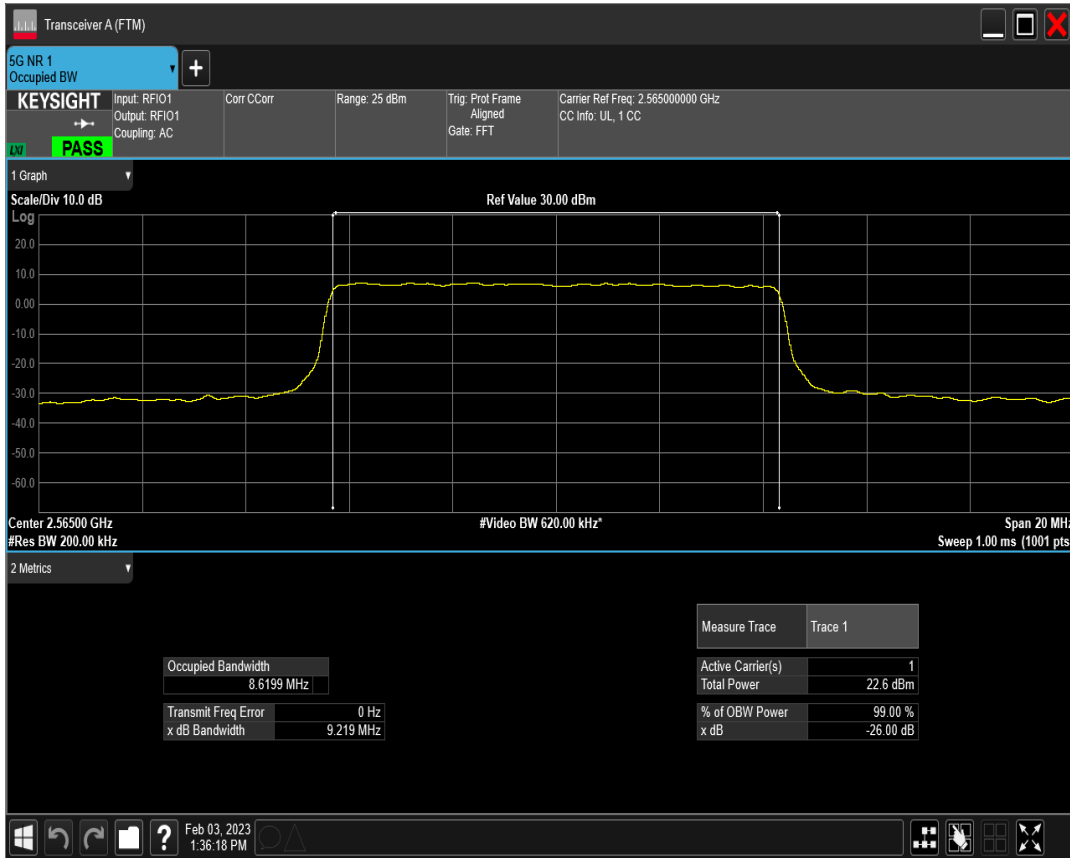 Transceiver A (FTM)
5G NR 1
Occupied BW
+
KEYSIGHT
LXI
PASS
Input: RFIO1
Output: RFIO1
Coupling: AC
Corr CCorr
Range: 25 dBm
Trig: Prot Frame
Aligned
Gate: FFT
Carrier Ref Freq: 2.565000000 GHz
CC Info: UL, 1 CC
1 Graph
Scale/Div 10.0 dB
Ref Value 30.00 dBm
Log
20.0
10.0
0.00
-10.0
-20.0
-30.0
-40.0
-50.0
-60.0
Center 2.56500 GHz
#Video BW 620.00 kHz*
Span 20 MHz
#Res BW 200.00 kHz
Sweep 1.00 ms (1001 pts
2 Metrics
Measure Trace Trace 1
Occupied Bandwidth
8.6199 MHz
Active Carrier(s) 1
Total Power 22.6 dBm
Transmit Freq Error 0 Hz
x dB Bandwidth 9.219 MHz
% of OBW Power 99.00 %
x dB -26.00 dB
?
Feb 03, 2023
1:36:18 PM